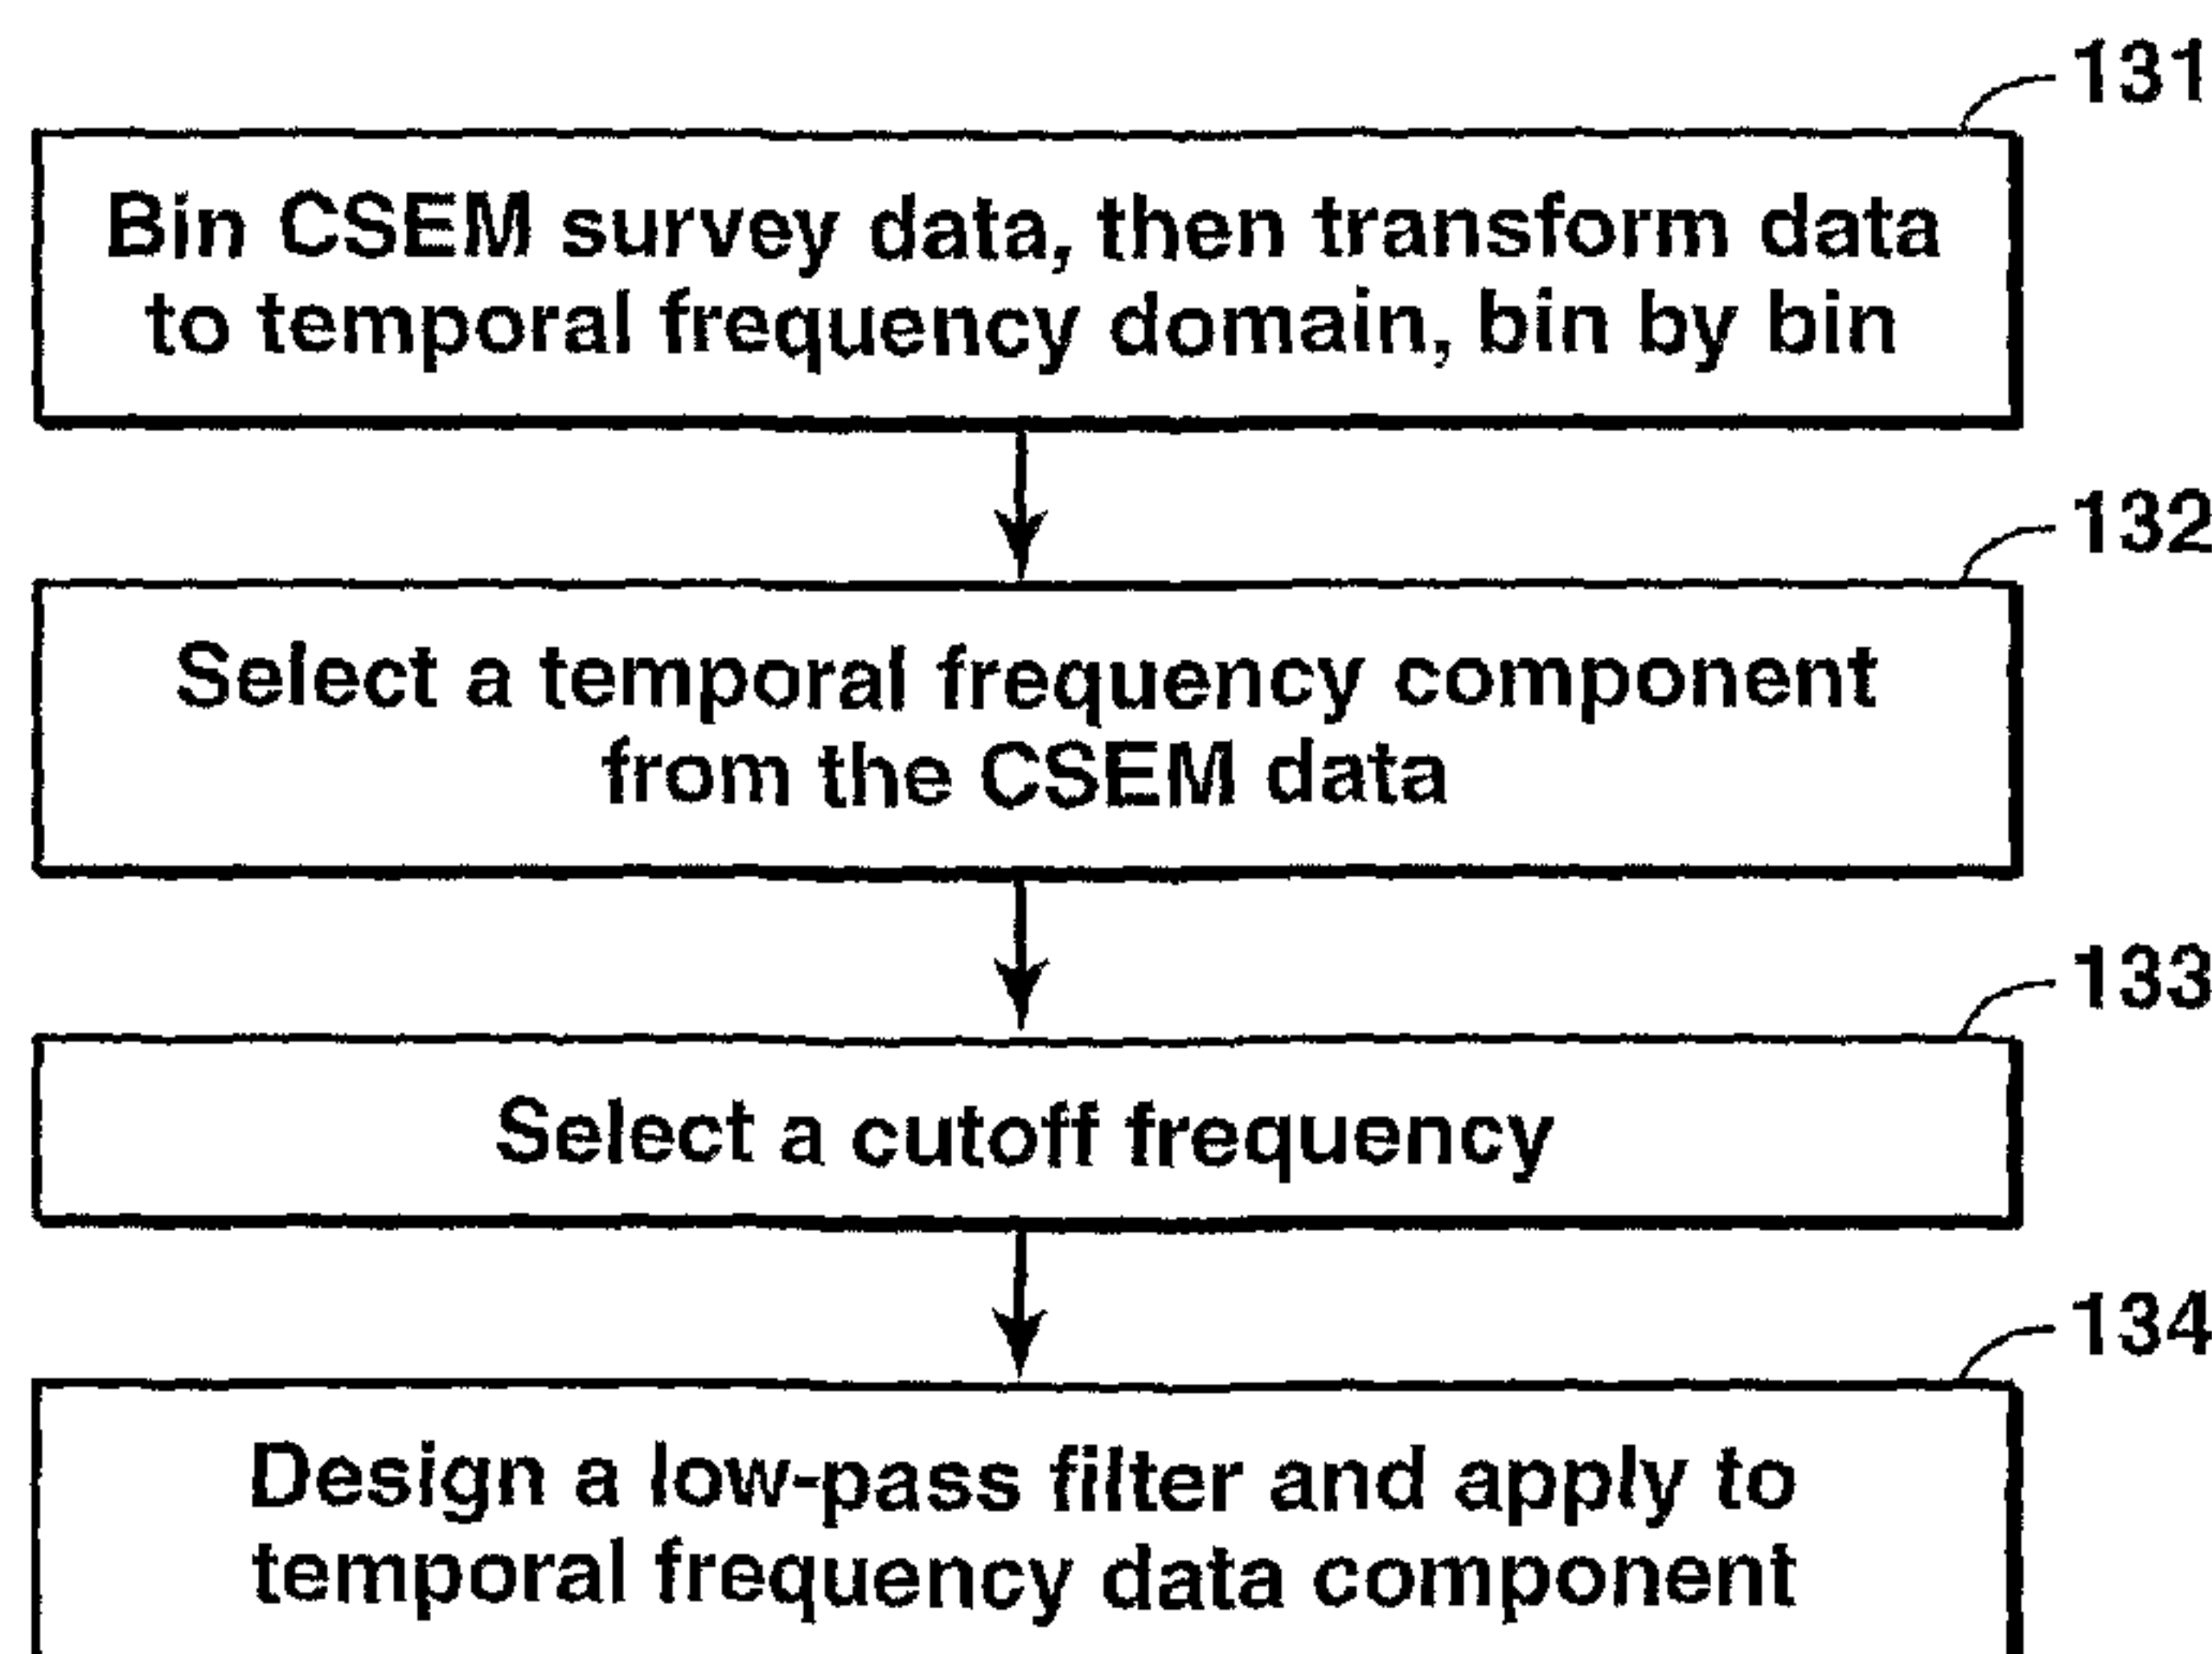 131
Bin CSEM survey data, then transform data
to temporal frequency domain, bin by bin
132
Select a temporal frequency component
from the CSEM data
133
Select a cutoff frequency
134
Design a low-pass filter and apply to
temporal frequency data component